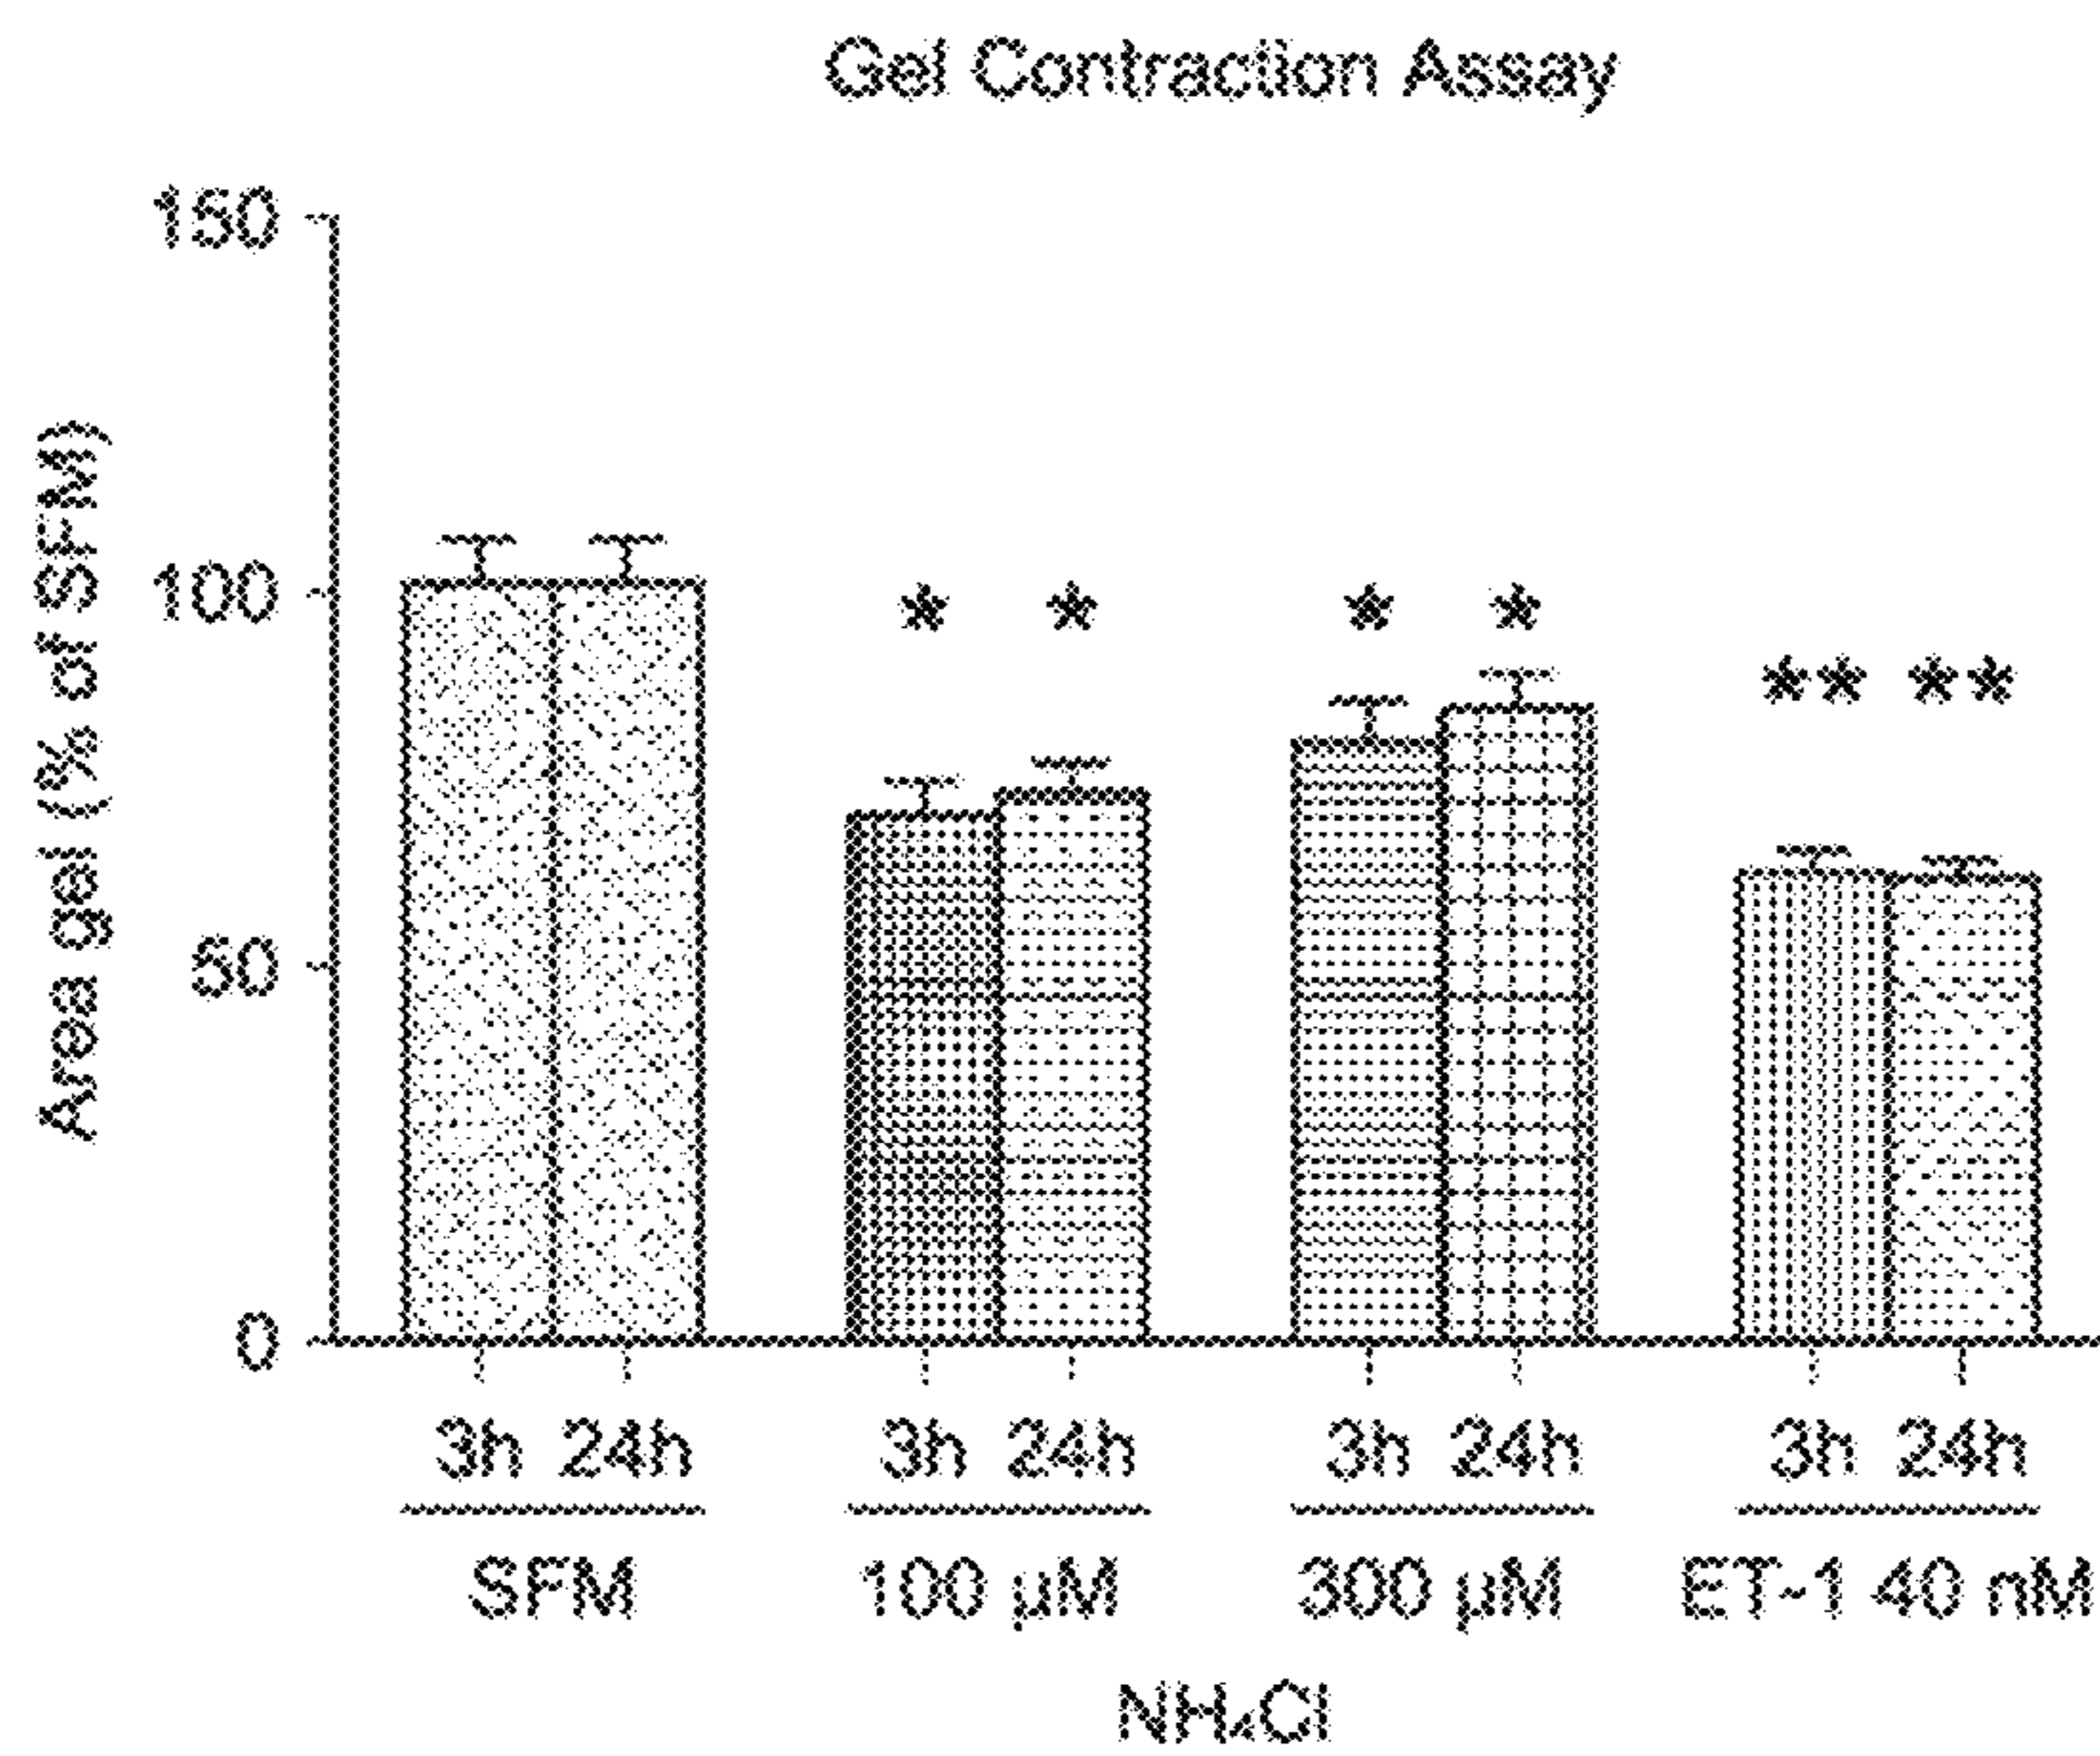 Gel Contraction Assay
Area gel (% of SFM)
150
100
50
0
* * * * ** **
3h 24h 3h 24h 3h 24h 3h 24h
SFM 100 µM 300 µM ET-1 40 nM
NH₄Cl